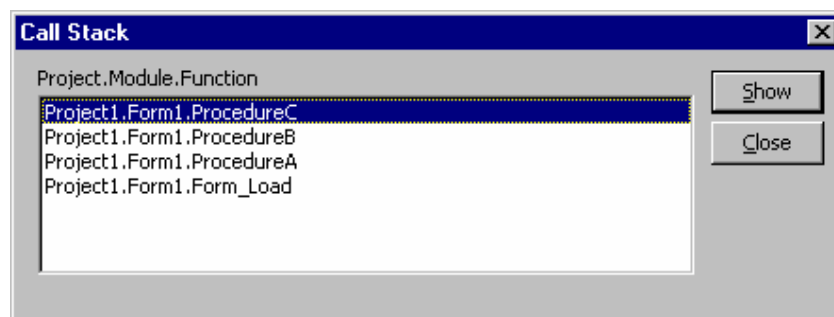 Call Stack
Project.Module.Function
Project1.Form1.ProcedureC
Project1.Form1.ProcedureB
Project1.Form1.ProcedureA
Project1.Form1.Form_Load
Show
Close